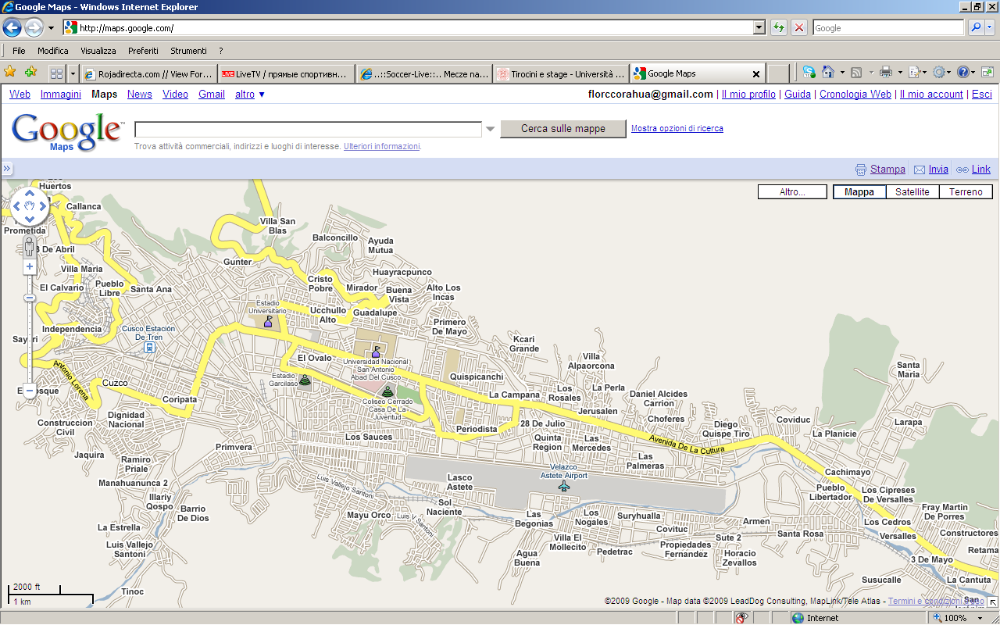 Google Maps - Windows Internet Explorer
http://maps.google.com/
Google
File Modifica Visualizza Preferiti Strumenti ?
Rojadirecta.com // View For...
LIVE LiveTV / прямые спортивн...
..::Soccer-Live::.. Mecze na...
Tirocini e stage - Università ...
Google Maps
Web Immagini Maps News Video Gmail altro ▼
florccorahua@gmail.com | Il mio profilo | Guida | Cronologia Web | Il mio account | Esci
Google
Maps
Cerca sulle mappe
Mostra opzioni di ricerca
Trova attività commerciali, indirizzi e luoghi di interesse. Ulteriori informazioni.
Stampa Invia Link
Altro... Mappa Satellite Terreno
Huertos
Callanca
Prometida
3 De Abril
Villa Maria
El Calvario
Pueblo
Libre
Santa Ana
Independencia
Villa San
Blas
Balconcillo
Ayuda
Mutua
Gunter
Huayracpunco
Cristo
Pobre
Mirador
Buena
Vista
Alto Los
Incas
Estadio
Universitario
Ucchullo
Alto
Guadalupe
Primero
De Mayo
Cusco Estación
De Tren
Kcari
Grande
El Ovalo
Universidad Nacional
San Antonio
Abad Del Cusco
Villa
Alpaorcona
Antonio Lorena
Cuzco
Estadio
Garcilaso
Quispicanchi
Santa
Maria
Coripata
Coliseo Cerrado
Casa De La
Juventud
La Campana
Los
Rosales
La Perla
Daniel Alcides
Carrion
Jerusalen
Choferes
Dignidad
Nacional
Construccion
Civil
Periodista
28 De Julio
Diego
Quispe Tiro
Coviduc
La Planicie
Larapa
Los Sauces
Quinta
Region
Las
Mercedes
Avenida De La Cultura
Jaquira
Primvera
Ramiro
Priale
Las
Palmeras
Velazco
Astete Airport
Cachimayo
Manahuanunca 2
Luis Vallejo Santoni
Lasco
Astete
Pueblo
Libertador
Los Cipreses
De Versalles
Illariy
Qospo
Barrio
De Dios
Mayu Orco
Luis V Santoni
Sol
Naciente
Las
Begonias
Los
Nogales
Suryhualla
Covituc
Armen
Fray Martin
De Porres
Los Cedros
La Estrella
Sute 2
Santa Rosa
Versalles
Constructores
Luis Vallejo
Santoni
Villa El
Mollecito
Pedetrac
Propiedades
Fernandez
Horacio
Zevallos
Retama
Agua
Buena
3 De Mayo
Susucalle
La Cantuta
Tinoc
San
2000 ft
1 km
©2009 Google - Map data ©2009 LeadDog Consulting, MapLink/Tele Atlas - Termini e condizioni d'uso
Internet
100%